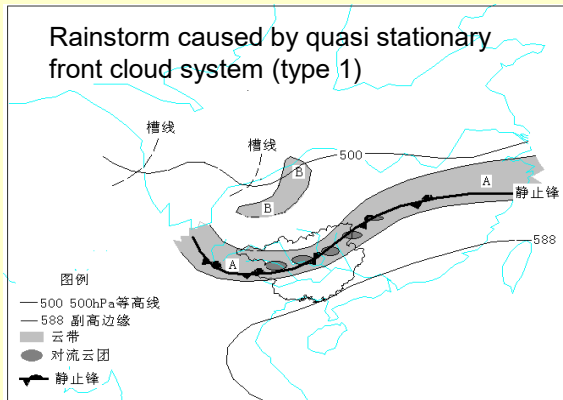 Rainstorm caused by quasi stationary
front cloud system (type 1)
槽线
槽线
500
B
B
A
静止锋
588
A
图例
500 500hPa等高线
588 副高边缘
云带
对流云团
静止锋